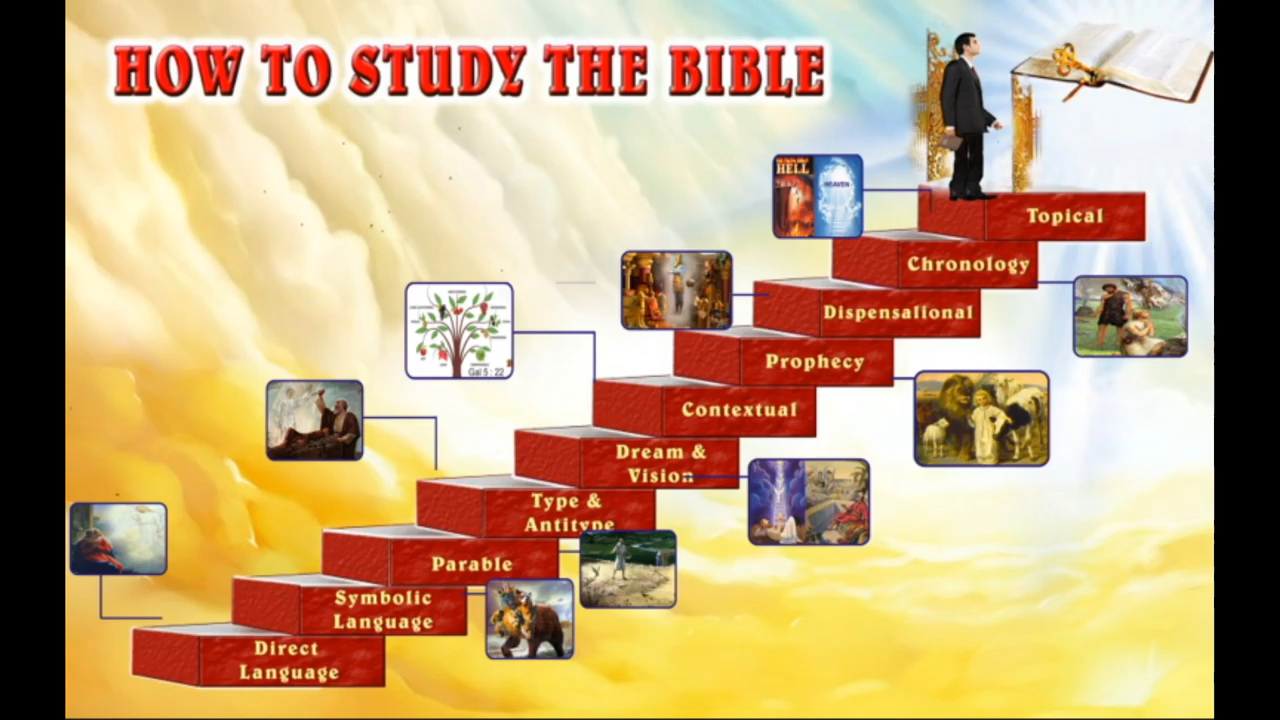 HOW TO STUDY THE BIBLE
HELL
HEAVEN
Topical
Chronology
Dispensational
Prophecy
Contextual
Gal 5 : 22
Dream &
Vision
Type &
Antitype
Parable
Symbolic
Language
Direct
Language